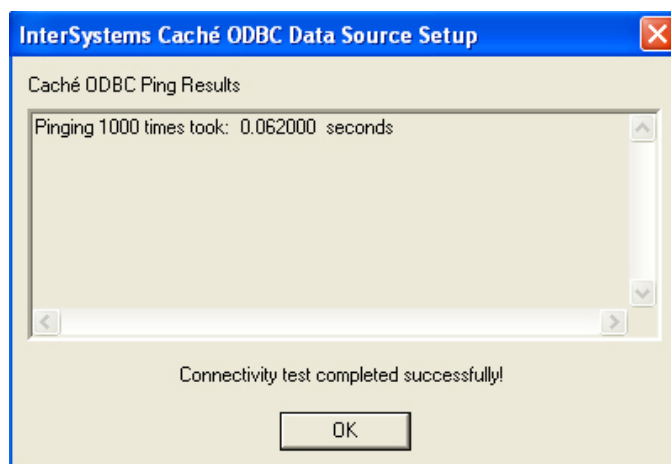 InterSystems Caché ODBC Data Source Setup
Caché ODBC Ping Results
Pinging 1000 times took:  0.062000  seconds
Connectivity test completed successfully!
OK